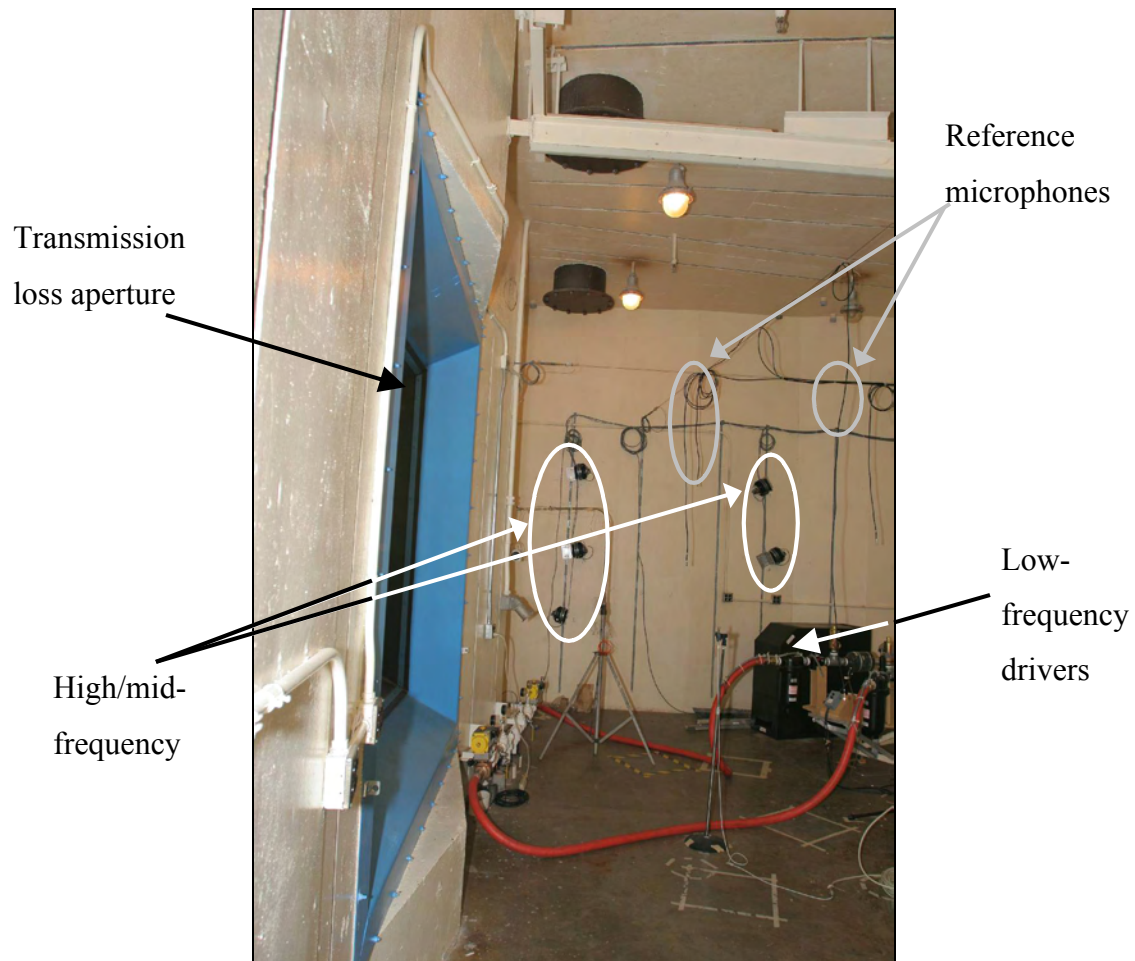 Reference
microphones
Transmission
loss aperture
Low-
frequency
drivers
High/mid-
frequency